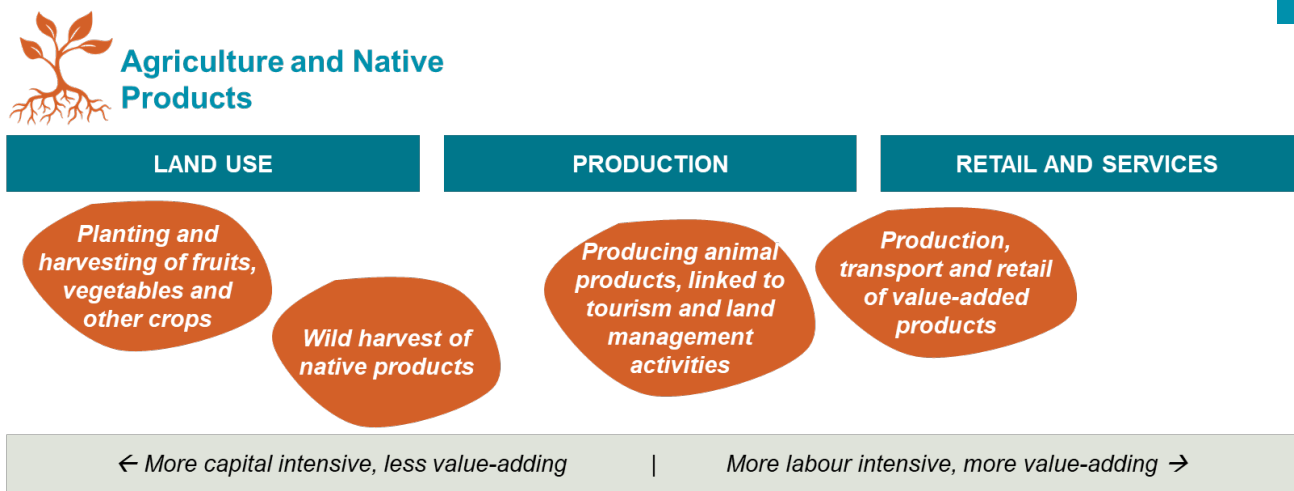 Agriculture and Native
Products
LAND USE
PRODUCTION
RETAIL AND SERVICES
Planting and
harvesting of fruits,
vegetables and
other crops
Wild harvest of
native products
Producing animal
products, linked to
tourism and land
management
activities
Production,
transport and retail
of value-added
products
← More capital intensive, less value-adding | More labour intensive, more value-adding →